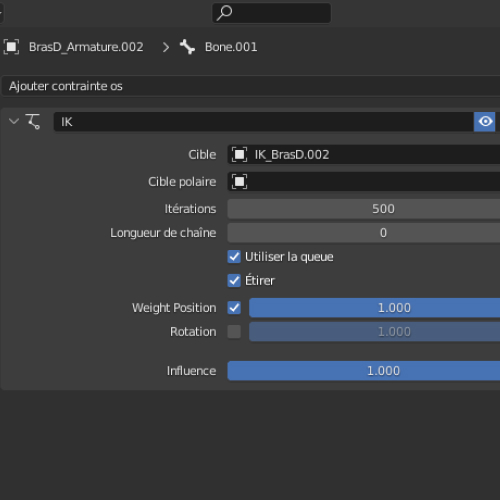 BrasD_Armature.002 > Bone.001
Ajouter contrainte os
IK
Cible IK_BrasD.002
Cible polaire
Itérations 500
Longueur de chaîne 0
Utiliser la queue
Étirer
Weight Position 1.000
Rotation 1.000
Influence 1.000